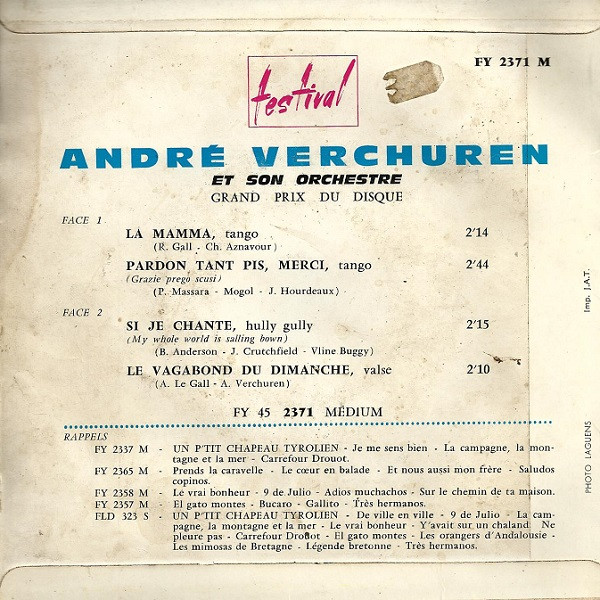 festival
FY 2371 M
ANDRÉ VERCHUREN
ET SON ORCHESTRE
GRAND PRIX DU DISQUE
FACE 1
LA MAMMA, tango 2'14
(R. Gall - Ch. Aznavour)
PARDON TANT PIS, MERCI, tango 2'44
(Grazie prego scusi)
(P. Massara - Mogol - J. Hourdeaux)
FACE 2
SI JE CHANTE, hully gully 2'15
(My whole world is salling bown)
(B. Anderson - J. Crutchfield - Vline Buggy)
LE VAGABOND DU DIMANCHE, valse 2'10
(A. Le Gall - A. Verchuren)
FY 45 2371 MÉDIUM
RAPPELS
FY 2337 M - UN P'TIT CHAPEAU TYROLIEN - Je me sens bien - La campagne, la mon-
tagne et la mer - Carrefour Drouot.
FY 2365 M - Prends la caravelle - Le cœur en balade - Et nous aussi mon frère - Saludos
copinos.
FY 2358 M - Le vrai bonheur - 9 de Julio - Adios muchachos - Sur le chemin de ta maison.
FY 2357 M - El gato montes - Bucaro - Gallito - Três hermanos.
FLD 323 S - UN P'TIT CHAPEAU TYROLIEN - De ville en ville - 9 de Julio - La cam-
pagne, la montagne et la mer - Le vrai bonheur - Y'avait sur un chaland Ne
pleure pas - Carrefour Drouot - El gato montes - Les orangers d'Andalousie -
Les mimosas de Bretagne - Légende bretonne - Très hermanos.
Imp. J.A.T.
PHOTO LAGUENS